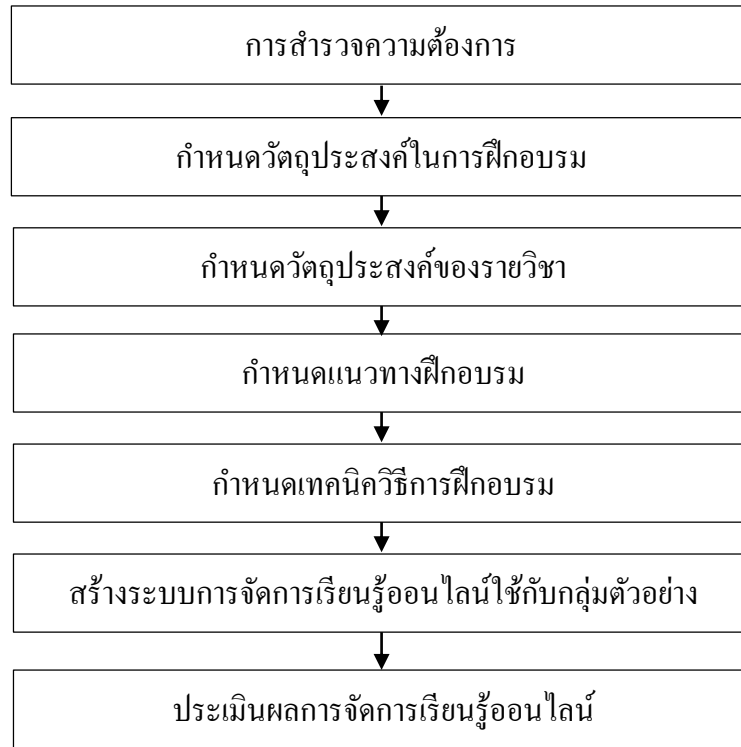 การสำรวจความต้องการ
กำหนดวัตถุประสงค์ในการฝึกอบรม
กำหนดวัตถุประสงค์ของรายวิชา
กำหนดแนวทางฝึกอบรม
กำหนดเทคนิควิธีการฝึกอบรม
สร้างระบบการจัดการเรียนรู้ออนไลน์ใช้กับกลุ่มตัวอย่าง
ประเมินผลการจัดการเรียนรู้ออนไลน์